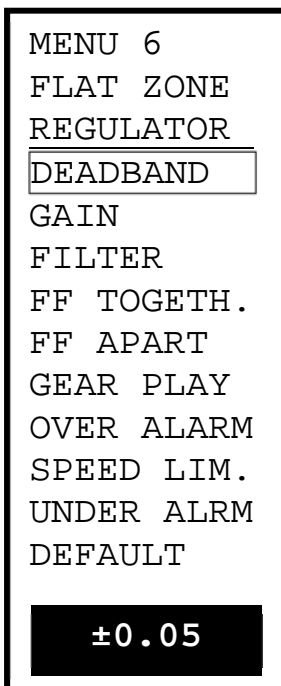 MENU 6
FLAT ZONE
REGULATOR
DEADBAND
GAIN
FILTER
FF TOGETH.
FF APART
GEAR PLAY
OVER ALARM
SPEED LIM.
UNDER ALRM
DEFAULT
±0.05